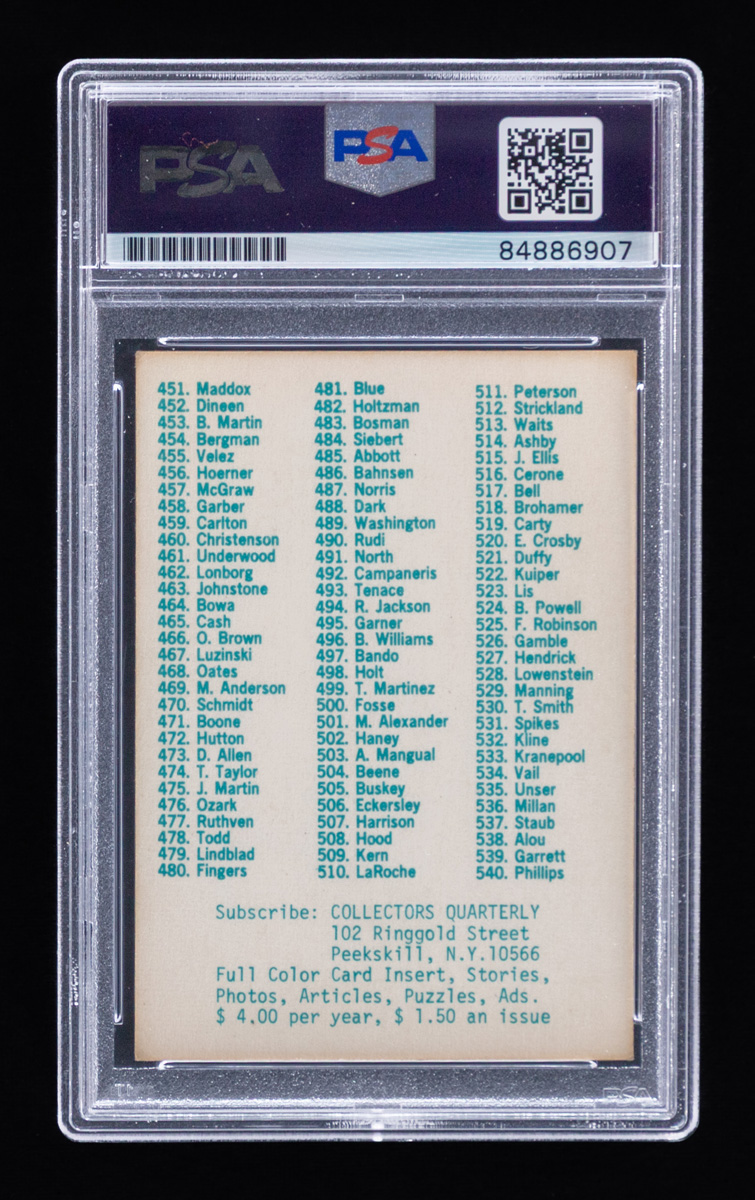 PSA
PSA
84886907
451. Maddox
452. Dineen
453. B. Martin
454. Bergman
455. Velez
456. Hoerner
457. McGraw
458. Garber
459. Carlton
460. Christenson
461. Underwood
462. Lonborg
463. Johnstone
464. Bowa
465. Cash
466. O. Brown
467. Luzinski
468. Oates
469. M. Anderson
470. Schmidt
471. Boone
472. Hutton
473. D. Allen
474. T. Taylor
475. J. Martin
476. Ozark
477. Ruthven
478. Todd
479. Lindblad
480. Fingers
481. Blue
482. Holtzman
483. Bosman
484. Siebert
485. Abbott
486. Bahnsen
487. Norris
488. Dark
489. Washington
490. Rudi
491. North
492. Campaneris
493. Tenace
494. R. Jackson
495. Garner
496. B. Williams
497. Bando
498. Holt
499. T. Martinez
500. Fosse
501. M. Alexander
502. Haney
503. A. Mangual
504. Beene
505. Buskey
506. Eckersley
507. Harrison
508. Hood
509. Kern
510. LaRoche
511. Peterson
512. Strickland
513. Waits
514. Ashby
515. J. Ellis
516. Cerone
517. Bell
518. Brohamer
519. Carty
520. E. Crosby
521. Duffy
522. Kuiper
523. Lis
524. B. Powell
525. F. Robinson
526. Gamble
527. Hendrick
528. Lowenstein
529. Manning
530. T. Smith
531. Spikes
532. Kline
533. Kranepool
534. Vail
535. Unser
536. Millan
537. Staub
538. Alou
539. Garrett
540. Phillips
Subscribe: COLLECTORS QUARTERLY
102 Ringgold Street
Peekskill, N.Y.10566
Full Color Card Insert, Stories,
Photos, Articles, Puzzles, Ads.
$ 4.00 per year, $ 1.50 an issue
PSA